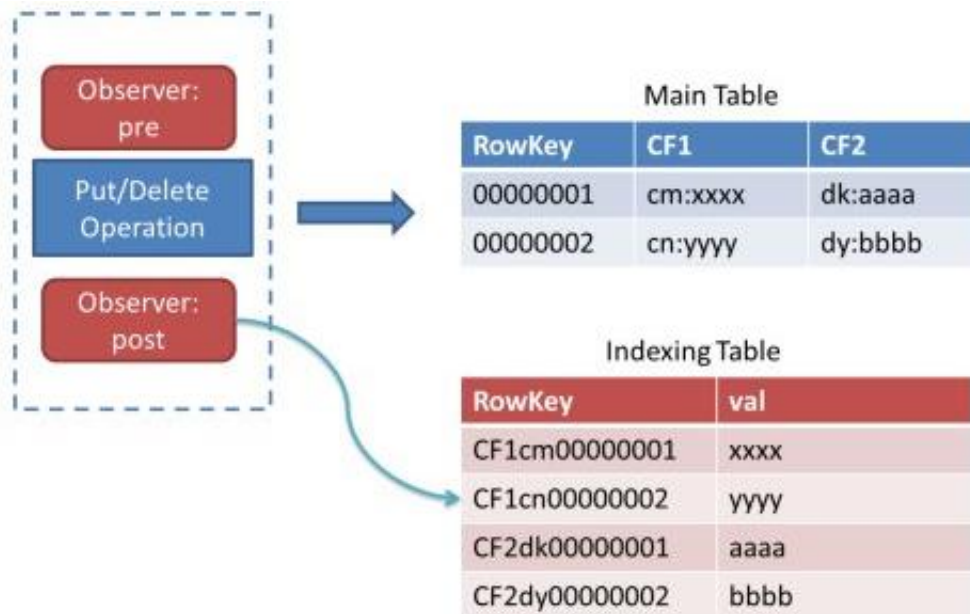 Observer:
pre
Put/Delete
Operation
Observer:
post
Main Table
RowKey CF1 CF2
00000001 cm:xxxx dk:aaaa
00000002 cn:yyyy dy:bbbb
Indexing Table
RowKey val
CF1cm00000001 xxxx
CF1cn00000002 yyyy
CF2dk00000001 aaaa
CF2dy00000002 bbbb